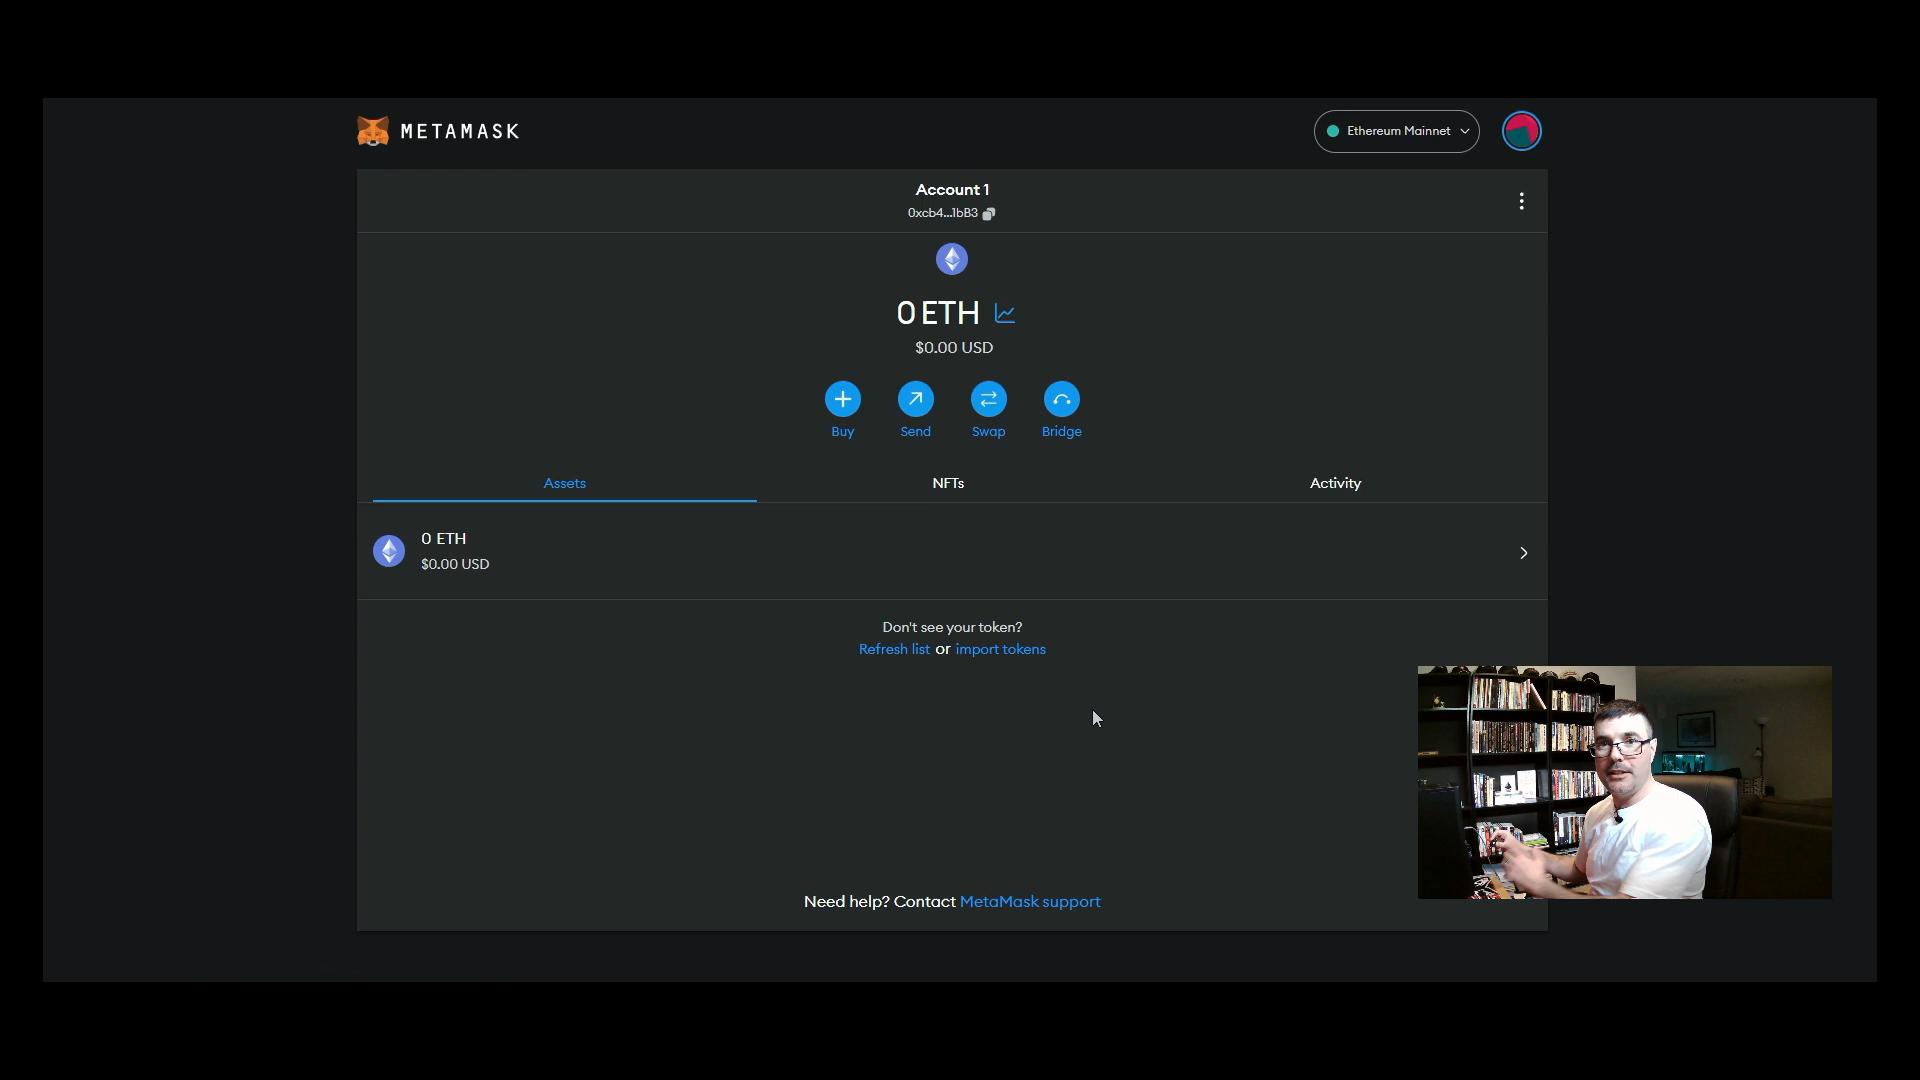 METAMASK
Ethereum Mainnet
Account 1
0xcb4...1bB3
0 ETH
$0.00 USD
Buy
Send
Swap
Bridge
Assets
NFTs
Activity
0 ETH
$0.00 USD
Don't see your token?
Refresh list or import tokens
Need help? Contact MetaMask support